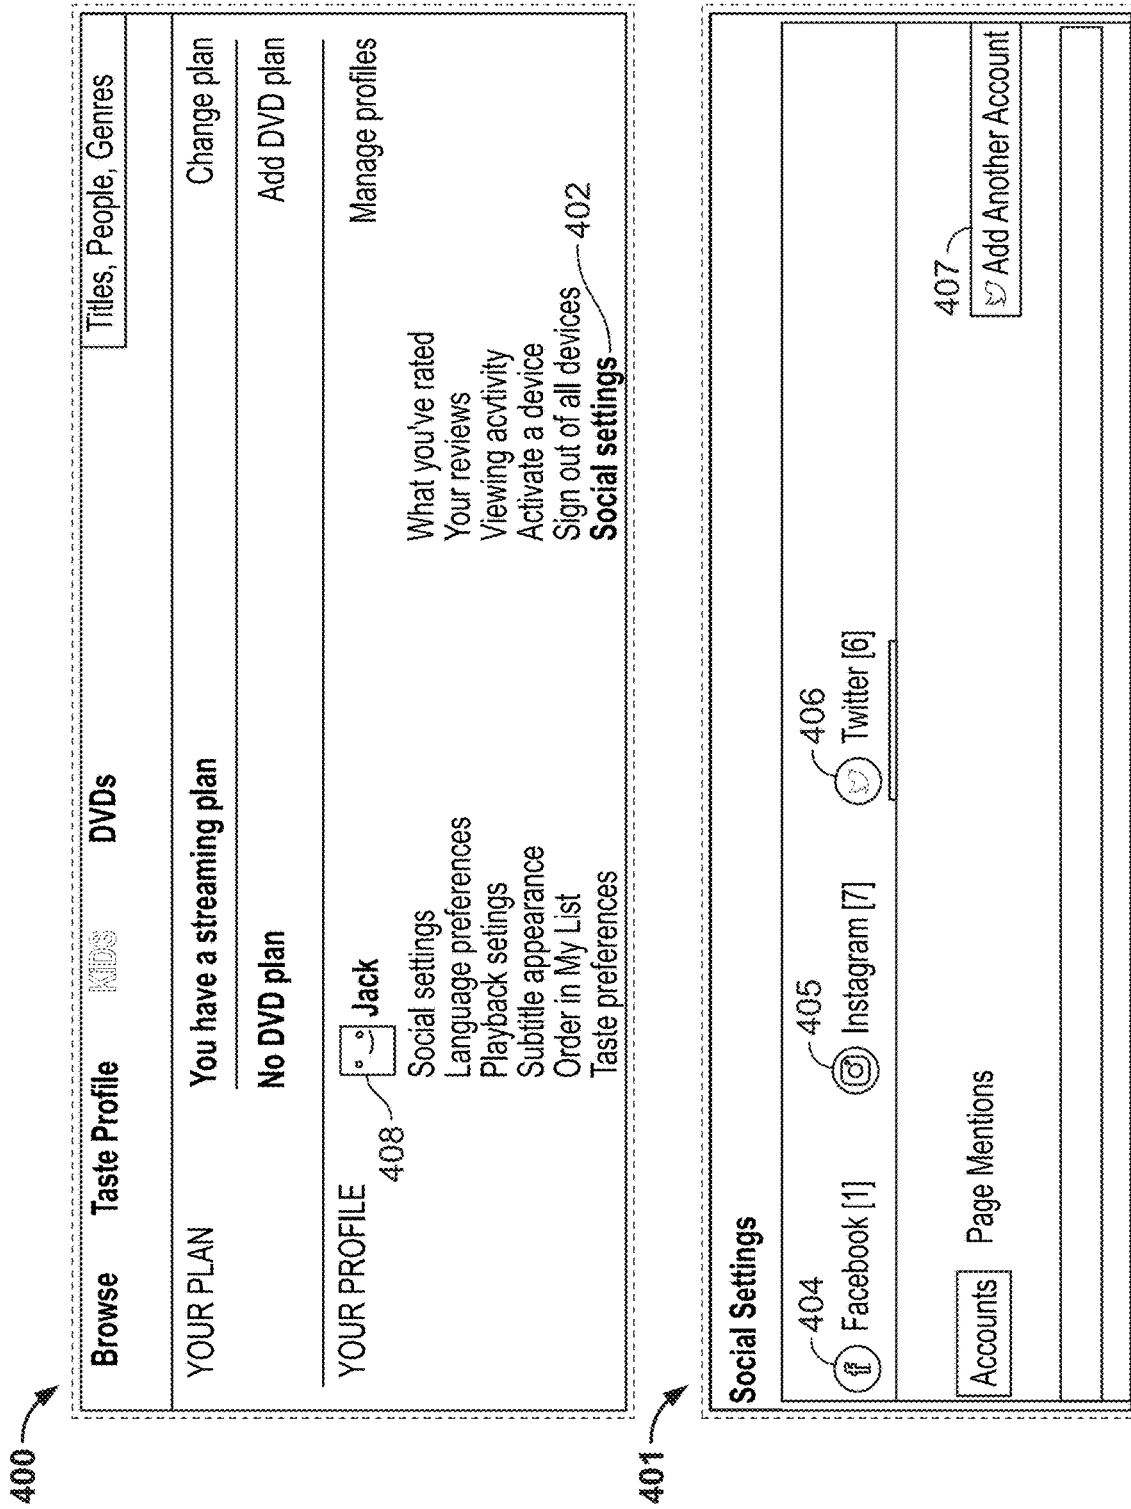 400
Browse Taste Profile KIDS DVDs Titles, People, Genres
YOUR PLAN You have a streaming plan Change plan
No DVD plan Add DVD plan
YOUR PROFILE Jack Manage profiles
408
Social settings What you've rated
Language preferences Your reviews
Playback setings Viewing acvtivity
Subtitle appearance Activate a device
Order in My List Sign out of all devices
Taste preferences Social settings 402
401
Social Settings
404 405 406
Facebook [1] Instagram [7] Twitter [6]
407
Accounts Page Mentions Add Another Account